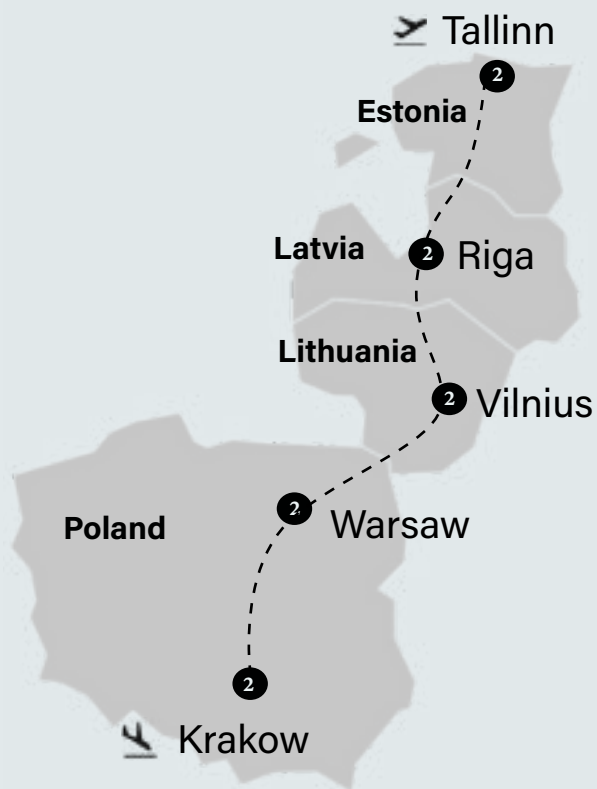 Tallinn
2
Estonia
Latvia
2
Riga
Lithuania
2
Vilnius
2
Warsaw
Poland
2
Krakow